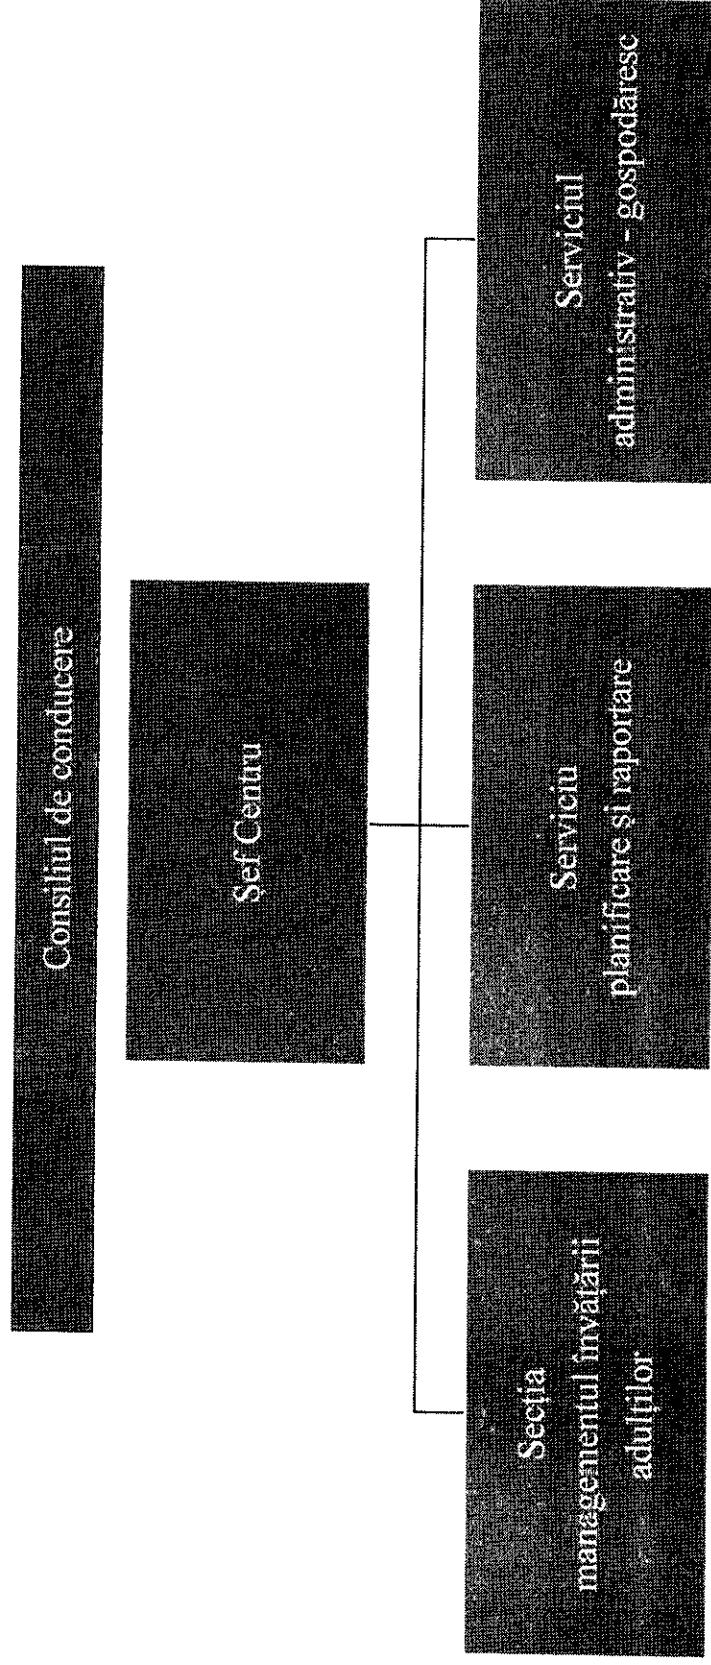 Consiliul de conducere
Șef Centru
Secția
managementul învățării
adulților
Serviciu
planificare și raportare
Serviciul
administrativ - gospodăresc